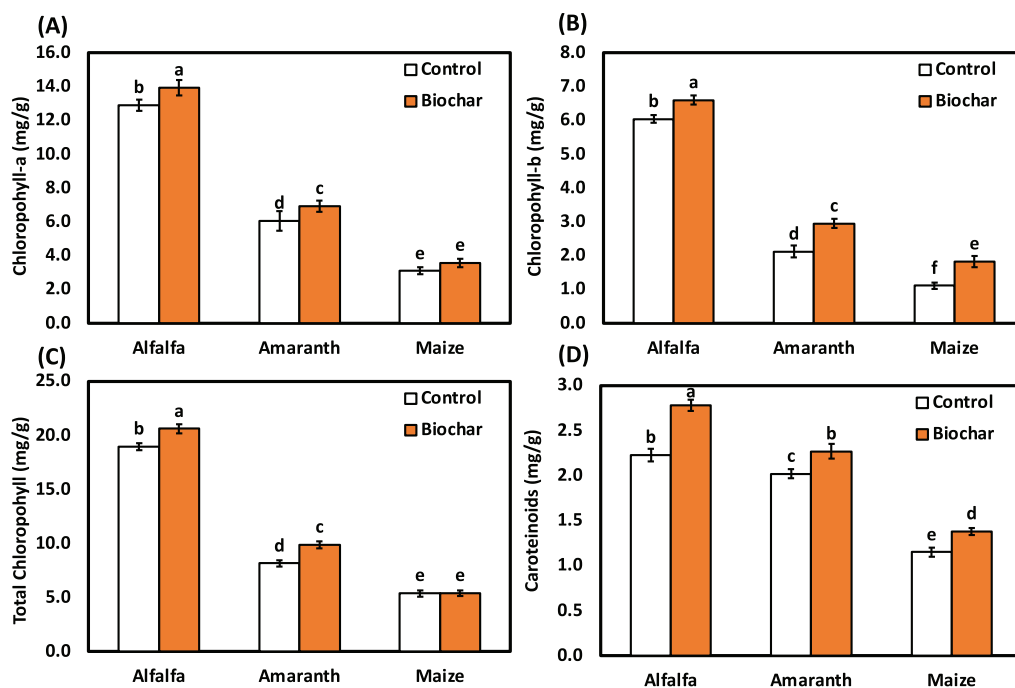 (A)
16.0
14.0
12.0
10.0
8.0
6.0
4.0
2.0
0.0
Chloropohyll-a (mg/g)
Control
Biochar
b
a
d
c
e
e
Alfalfa
Amaranth
Maize
(B)
8.0
7.0
6.0
5.0
4.0
3.0
2.0
1.0
0.0
Chloropohyll-b (mg/g)
Control
Biochar
b
a
d
c
f
e
Alfalfa
Amaranth
Maize
(C)
25.0
20.0
15.0
10.0
5.0
0.0
Total Chloropohyll (mg/g)
Control
Biochar
b
a
d
c
e
e
Alfalfa
Amaranth
Maize
(D)
3.0
2.5
2.0
1.5
1.0
0.5
0.0
Caroteinoids (mg/g)
Control
Biochar
b
a
c
b
e
d
Alfalfa
Amaranth
Maize